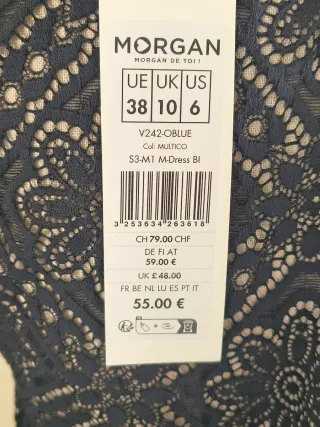 MORGAN
MORGAN DE TOI !
UE UK US
38 10 6
V242-OBLUE
Col: MULTICO
S3-M1 M-Dress Bl
3 253634 263618
CH 79.00 CHF
DE FI AT
59.00 €
UK £ 48.00
FR BE NL LU ES PT IT
55.00 €